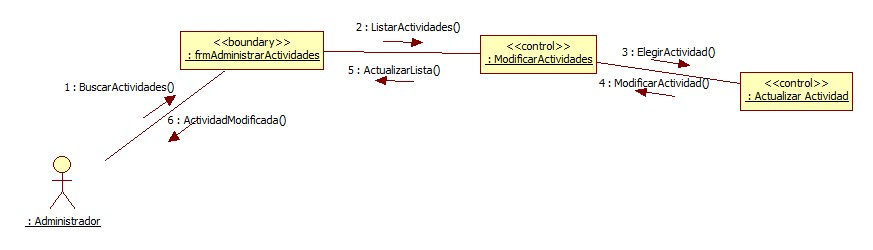 2 : ListarActividades()
<<boundary>>
: frmAdministrarActividades
<<control>>
: ModificarActividades
3 : ElegirActividad()
5 : ActualizarLista()
1 : BuscarActividades()
4 : ModificarActividad()
<<control>>
: Actualizar Actividad
6 : ActividadModificada()
: Administrador